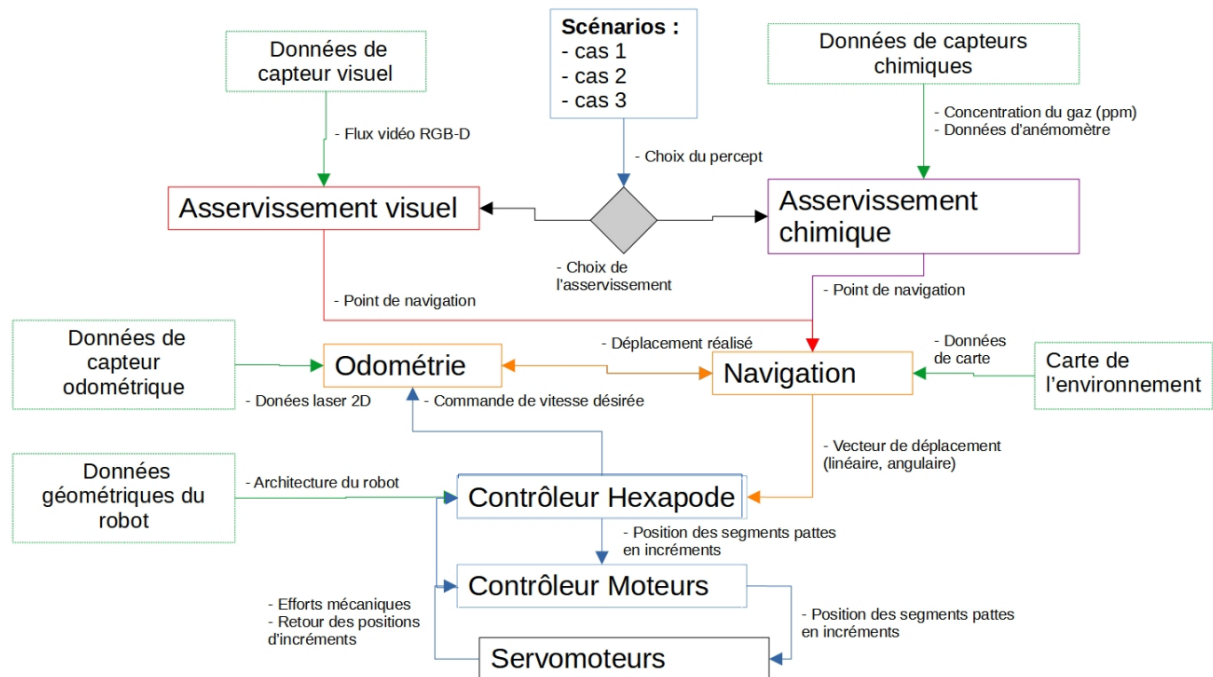 Données de
capteur visuel
Scénarios :
- cas 1
- cas 2
- cas 3
Données de capteurs
chimiques
- Flux vidéo RGB-D
- Choix du percept
- Concentration du gaz (ppm)
- Données d'anémomètre
Asservissement visuel
Asservissement
chimique
- Choix de
l'asservissement
- Point de navigation
- Point de navigation
Données de
capteur
odométrique
- Donées laser 2D
Odométrie
- Déplacement réalisé
Navigation
- Données
de carte
Carte de
l'environnement
- Commande de vitesse désirée
- Vecteur de déplacement
(linéaire, angulaire)
Données
géométriques du
robot
- Architecture du robot
Contrôleur Hexapode
- Position des segments pattes
en incréments
Contrôleur Moteurs
- Efforts mécaniques
- Retour des positions
d'incréments
- Position des segments pattes
en incréments
Servomoteurs